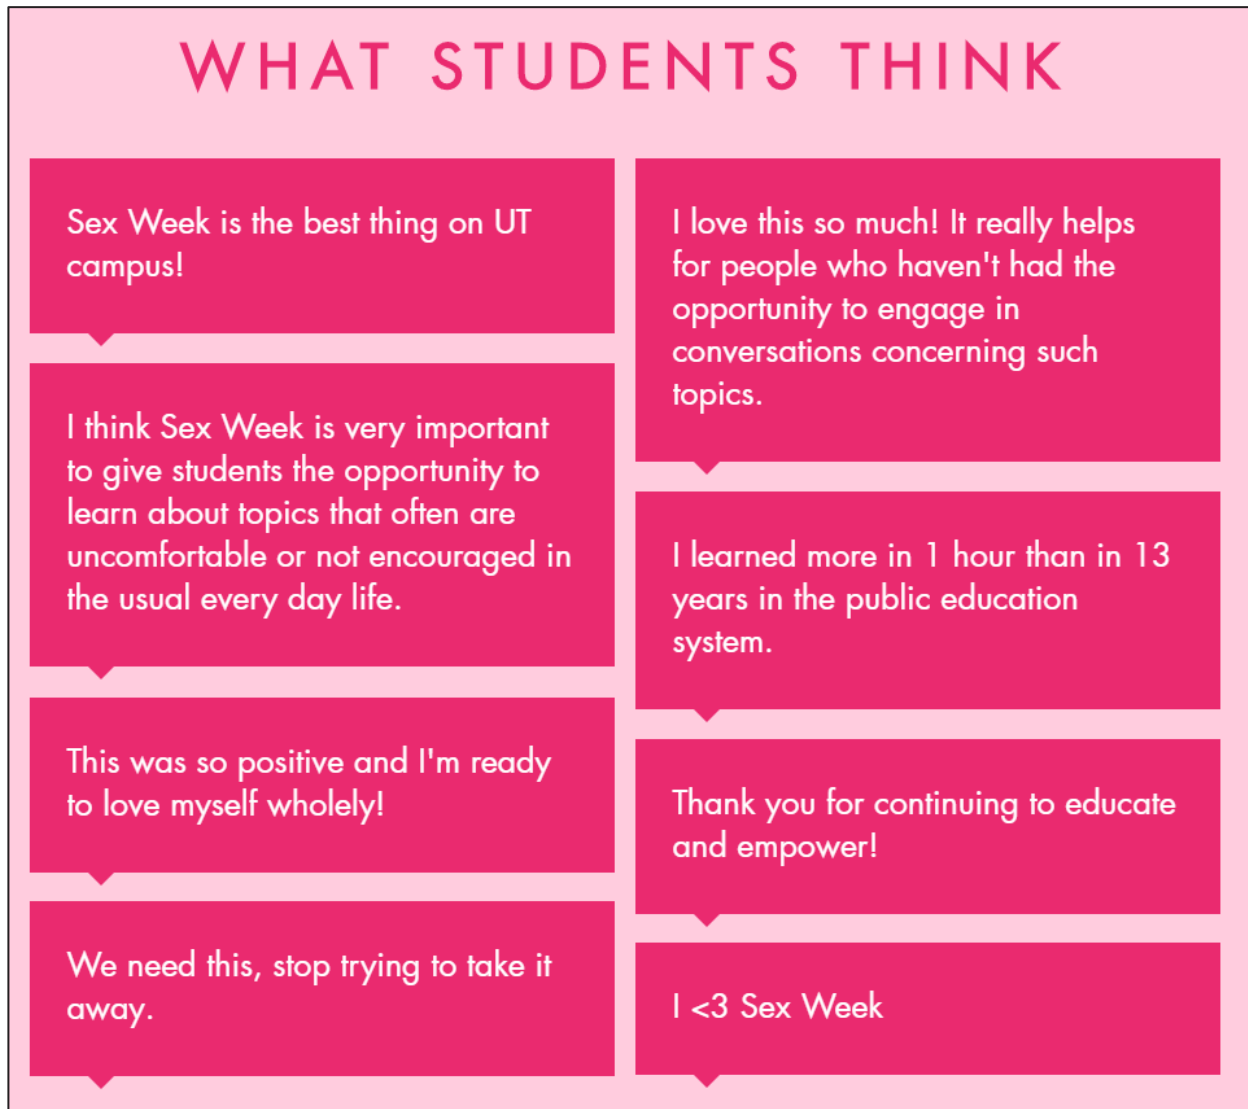 WHAT STUDENTS THINK
Sex Week is the best thing on UT
campus!
I think Sex Week is very important
to give students the opportunity to
learn about topics that often are
uncomfortable or not encouraged in
the usual every day life.
This was so positive and I'm ready
to love myself wholely!
We need this, stop trying to take it
away.
I love this so much! It really helps
for people who haven't had the
opportunity to engage in
conversations concerning such
topics.
I learned more in 1 hour than in 13
years in the public education
system.
Thank you for continuing to educate
and empower!
I <3 Sex Week